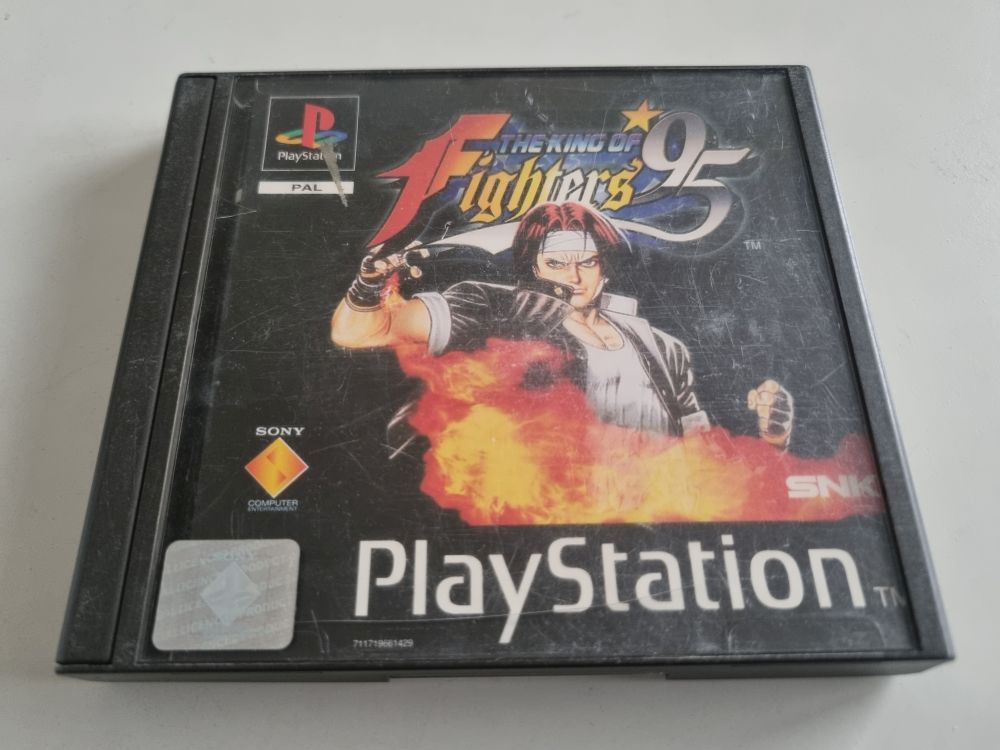 PlayStation
PAL
THE KING OF
Fighters '95
TM
SONY
COMPUTER
ENTERTAINMENT
SNK
PlayStation
TM
711719661429